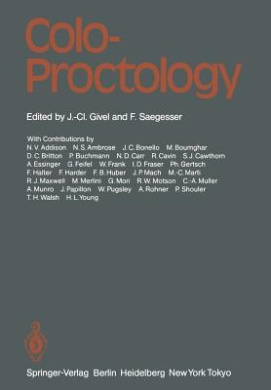 Colo-
Proctology
Edited by J.-Cl. Givel and F. Saegesser
With Contributions by
N. V. Addison N. S. Ambrose J. C. Bonello M. Boumghar
D. C. Britton P. Buchmann N. D. Carr R. Cavin S. J. Cawthorn
A. Essinger G. Feifel W. Frank I. D. Fraser Ph. Gertsch
F. Halter F. Harder F. B. Huber J. P. Mach M.-C. Marti
R. J. Maxwell M. Merlini G. Mori R. W. Motson C.-A. Muller
A. Munro J. Papillon W. Pugsley A. Rohner P. Shouler
T. H. Walsh H. L. Young
Springer-Verlag Berlin Heidelberg New York Tokyo